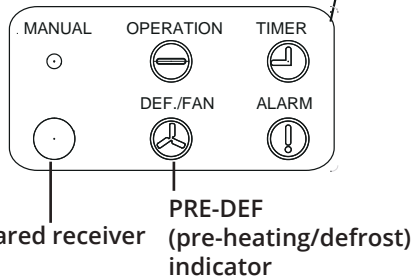 MANUAL OPERATION TIMER
DEF./FAN ALARM
ared receiver
PRE-DEF
(pre-heating/defrost)
indicator